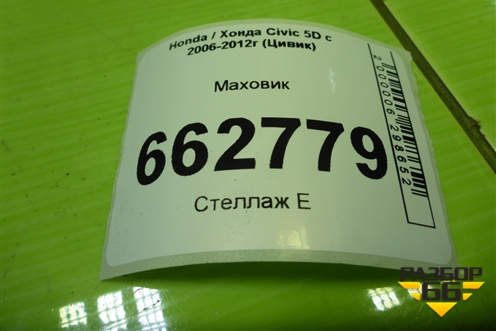 Honda / Хонда Civic 5D с
2006-2012г (Цивик)
Маховик
662779
Стеллаж Е
2000006298652
РАЗБОР
66